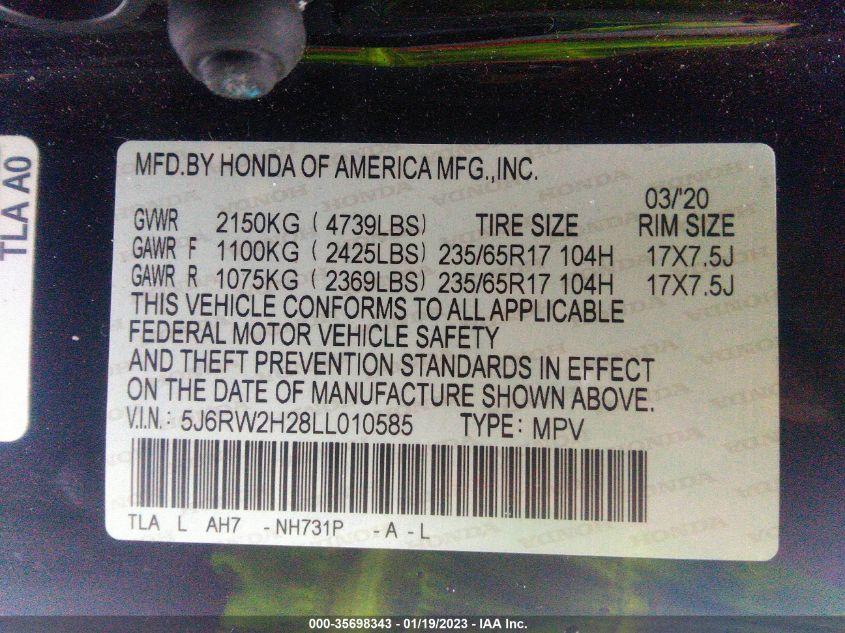 TLA A0
MFD.BY HONDA OF AMERICA MFG.,INC.
03/'20
GVWR 2150KG ( 4739LBS) TIRE SIZE RIM SIZE
GAWR F 1100KG ( 2425LBS) 235/65R17 104H 17X7.5J
GAWR R 1075KG ( 2369LBS) 235/65R17 104H 17X7.5J
THIS VEHICLE CONFORMS TO ALL APPLICABLE
FEDERAL MOTOR VEHICLE SAFETY
AND THEFT PREVENTION STANDARDS IN EFFECT
ON THE DATE OF MANUFACTURE SHOWN ABOVE.
V.I.N.: 5J6RW2H28LL010585 TYPE: MPV
TLA L AH7 -NH731P -A-L
000-35698343 - 01/19/2023 - IAA Inc.